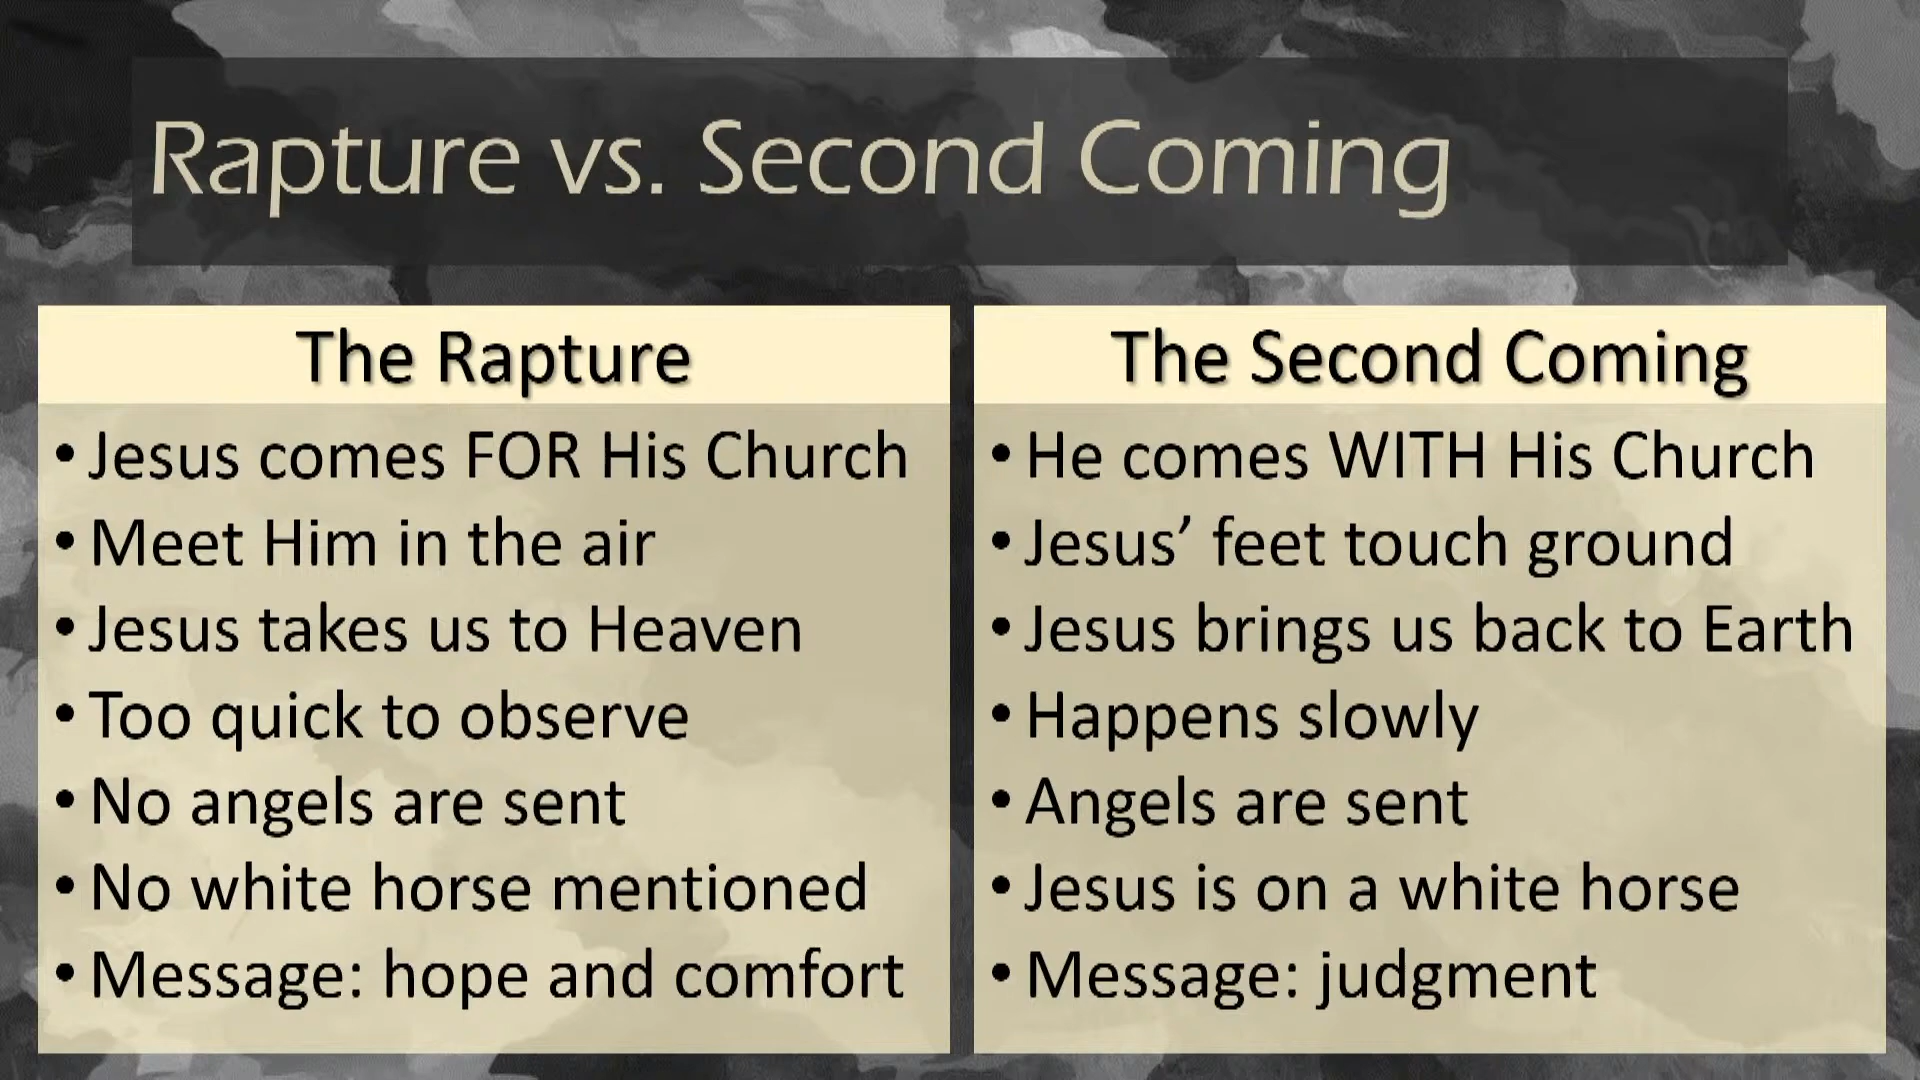 Rapture vs. Second Coming
The Rapture
• Jesus comes FOR His Church
• Meet Him in the air
• Jesus takes us to Heaven
• Too quick to observe
• No angels are sent
• No white horse mentioned
• Message: hope and comfort
The Second Coming
• He comes WITH His Church
• Jesus’ feet touch ground
• Jesus brings us back to Earth
• Happens slowly
• Angels are sent
• Jesus is on a white horse
• Message: judgment